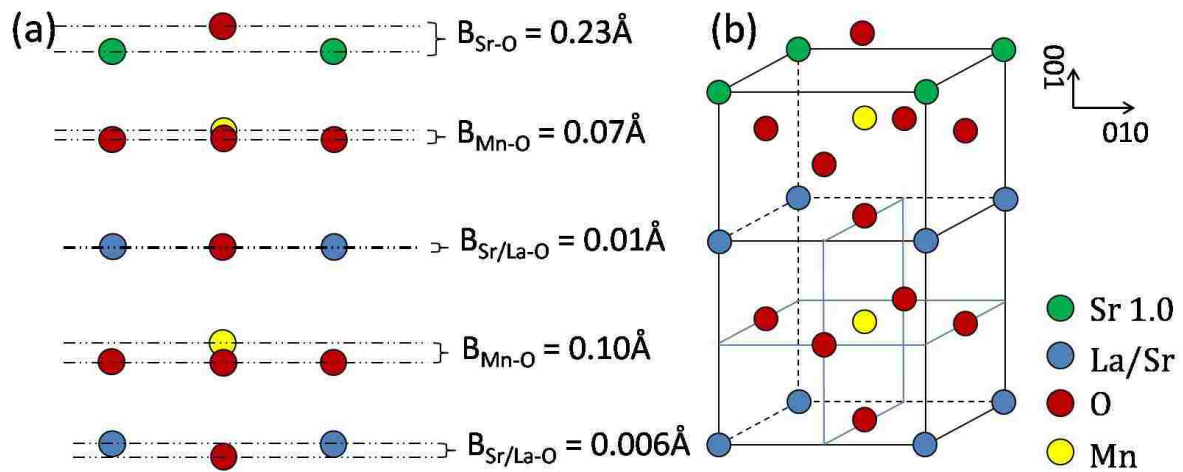 (a)
B_Sr-O = 0.23Å
B_Mn-O = 0.07Å
B_Sr/La-O = 0.01Å
B_Mn-O = 0.10Å
B_Sr/La-O = 0.006Å
(b)
001
010
Sr 1.0
La/Sr
O
Mn